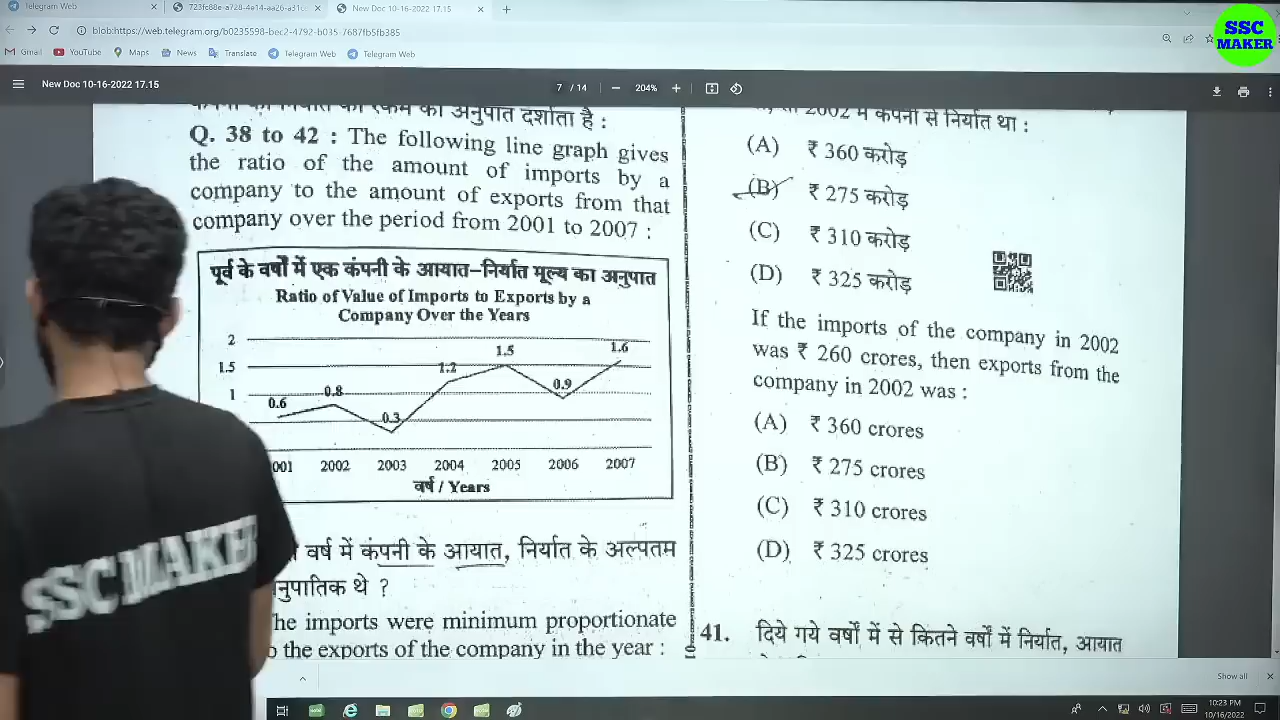 Telegram Web
723fc88e-a728-4e14-aa26-a316
New Doc 10-16-2022 17.15
blob:https://web.telegram.org/b0235598-bec2-4792-b035-7687fb5fb385
Gmail YouTube Maps News Translate Telegram Web Telegram Web
SSC
MAKER
New Doc 10-16-2022 17.15
7 / 14
204%
अनुपात दर्शाता है :
Q. 38 to 42 : The following line graph gives
the ratio of the amount of imports by a
company to the amount of exports from that
company over the period from 2001 to 2007 :
पूर्व के वर्षों में एक कंपनी के आयात-निर्यात मूल्य का अनुपात
Ratio of Value of Imports to Exports by a
Company Over the Years
2
1.5
1
0.6
0.8
0.3
1.2
1.5
0.9
1.6
001 2002 2003 2004 2005 2006 2007
वर्ष / Years
वर्ष में कंपनी के आयात, निर्यात के अल्पतम
नुपातिक थे ?
he imports were minimum proportionate
the exports of the company in the year :
2002 में कंपनी से निर्यात था :
(A) ₹ 360 करोड़
(B) ₹ 275 करोड़
(C) ₹ 310 करोड़
(D) ₹ 325 करोड़
If the imports of the company in 2002
was ₹ 260 crores, then exports from the
company in 2002 was :
(A) ₹ 360 crores
(B) ₹ 275 crores
(C) ₹ 310 crores
(D) ₹ 325 crores
41. दिये गये वर्षों में से कितने वर्षों में निर्यात, आयात
SSC MAKER
Show all
10:23 PM
10/16/2022